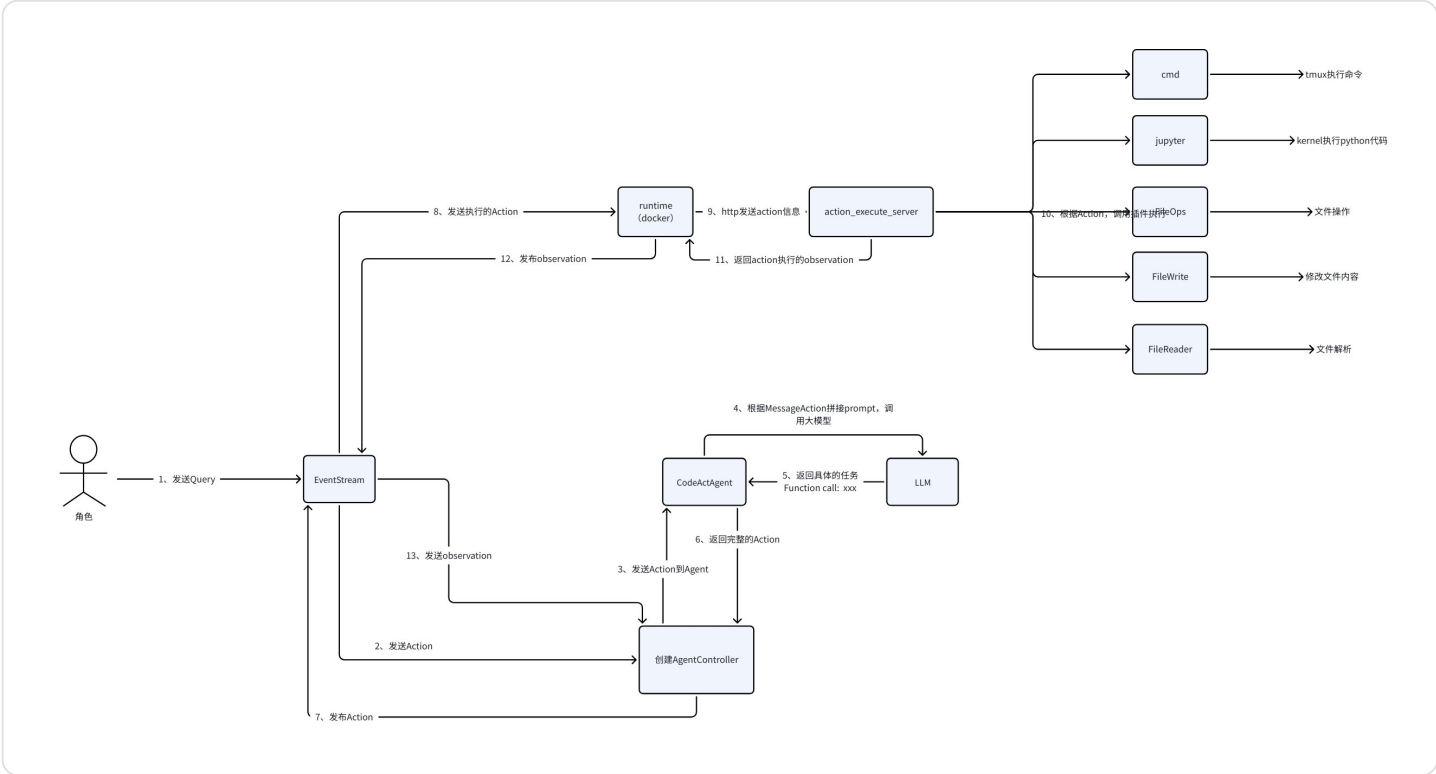 cmd
tmux执行命令
jupyter
kernel执行python代码
8、发送执行的Action
runtime
（docker）
9、http发送action信息
action_execute_server
10、根据Action，调用插件执行
FileOps
文件操作
12、发布observation
11、返回action执行的observation
FileWrite
修改文件内容
FileReader
文件解析
4、根据MessageAction拼接prompt，调
用大模型
1、发送Query
EventStream
角色
CodeActAgent
5、返回具体的任务
Function call: xxx
LLM
6、返回完整的Action
13、发送observation
3、发送Action到Agent
2、发送Action
创建AgentController
7、发布Action